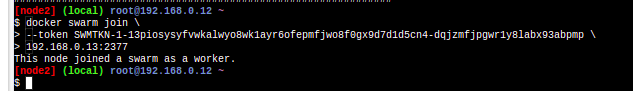 [node2] (local) root@192.168.0.12 ~
$ docker swarm join \
> --token SWMTKN-1-13piosysyfvwkalwyo8wk1ayr6ofepmfjwo8f0gx9d7d1d5cn4-dqjzmfjpgwr1y8labx93abpmp \
> 192.168.0.13:2377
This node joined a swarm as a worker.
[node2] (local) root@192.168.0.12 ~
$